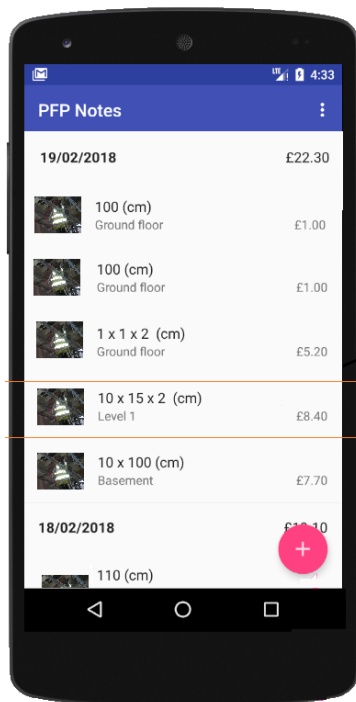 LTE 4:33
PFP Notes
19/02/2018 £22.30
100 (cm)
Ground floor £1.00
100 (cm)
Ground floor £1.00
1 x 1 x 2 (cm)
Ground floor £5.20
10 x 15 x 2 (cm)
Level 1 £8.40
10 x 100 (cm)
Basement £7.70
18/02/2018
110 (cm)